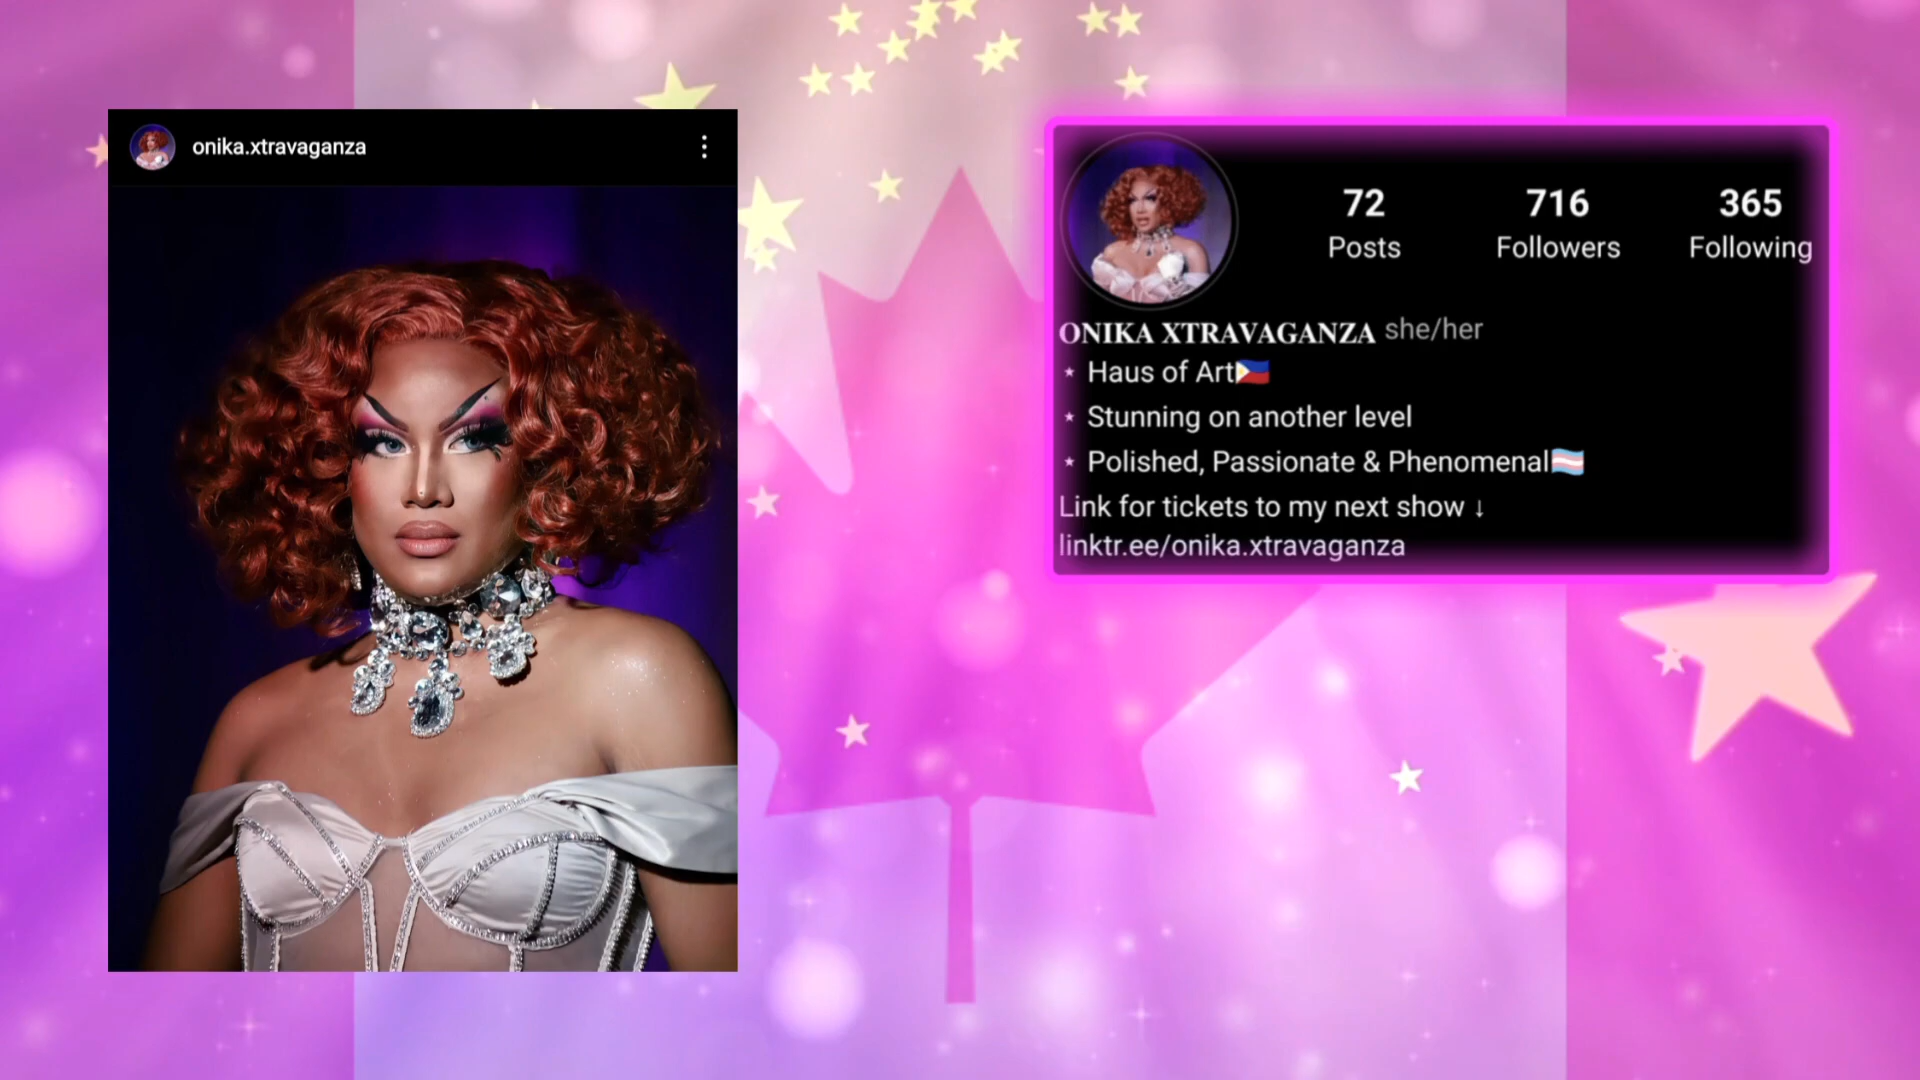 onika.xtravaganza
72 716 365
Posts Followers Following
ONIKA XTRAVAGANZA she/her
⋆ Haus of Art🇵🇭
⋆ Stunning on another level
⋆ Polished, Passionate & Phenomenal🏳️‍⚧️
Link for tickets to my next show ↓
linktr.ee/onika.xtravaganza